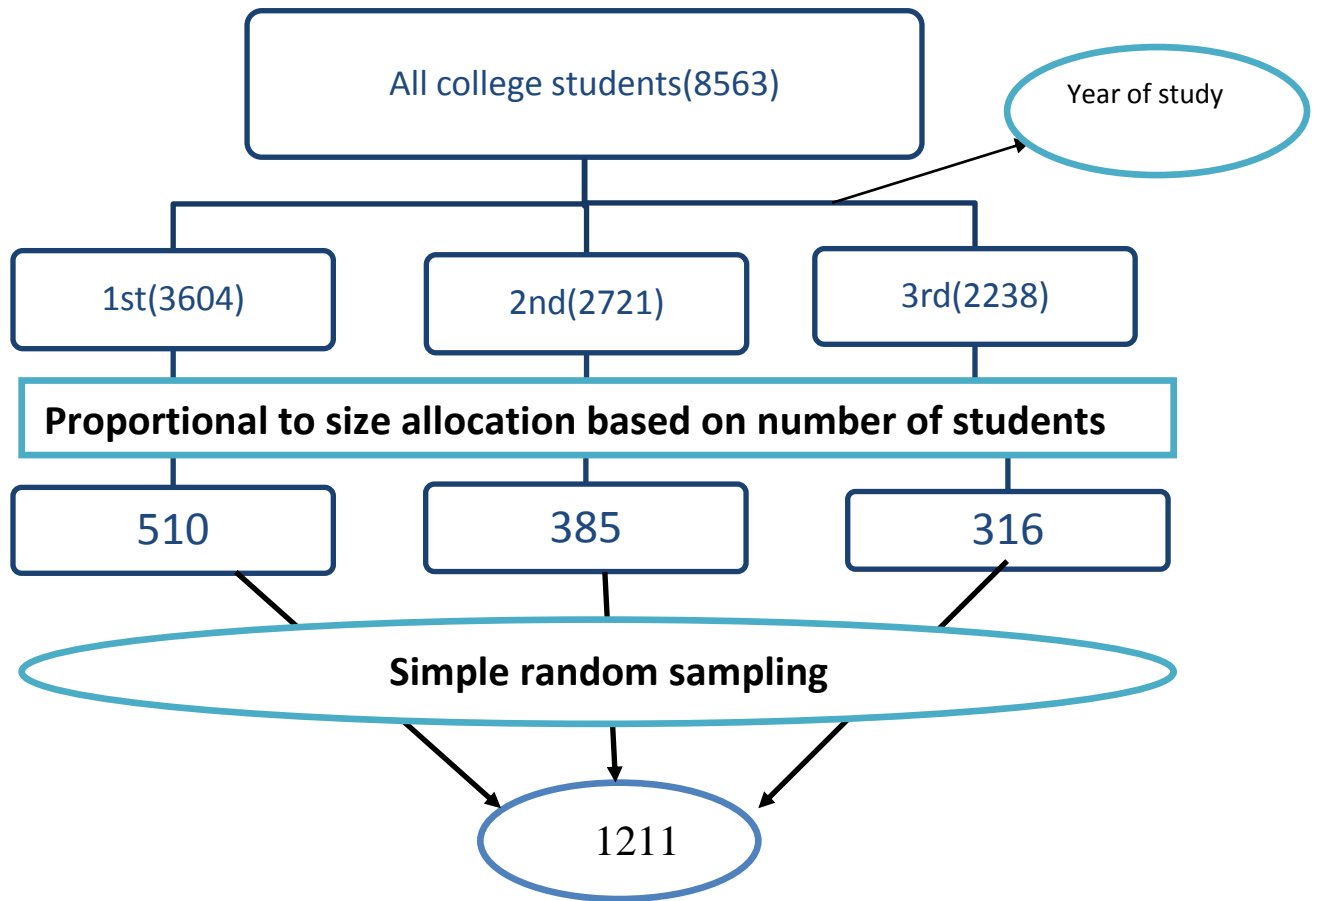 All college students(8563)
Year of study
1st(3604)
2nd(2721)
3rd(2238)
Proportional to size allocation based on number of students
510
385
316
Simple random sampling
1211